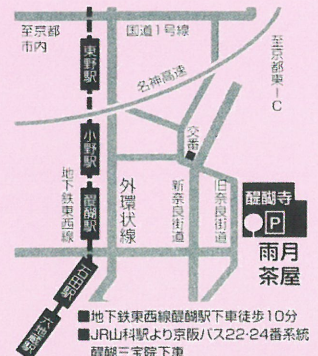 至京都
市内
国道1号線
東野駅
名神高速
至京都東IC
小野駅
交番
地下鉄東西線
醍醐駅
外環状線
新奈良街道
旧奈良街道
醍醐寺
P
雨月
茶屋
石田駅
六地蔵駅
■地下鉄東西線醍醐駅下車徒歩10分
■JR山科駅より京阪バス22・24番系統
醍醐三宝院下車